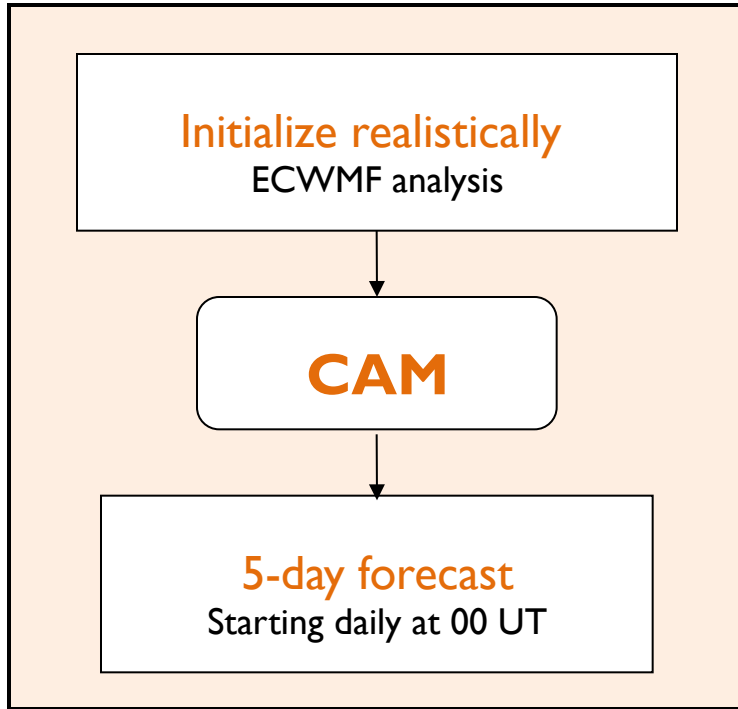 Initialize realistically
ECWMF analysis
CAM
5-day forecast
Starting daily at 00 UT